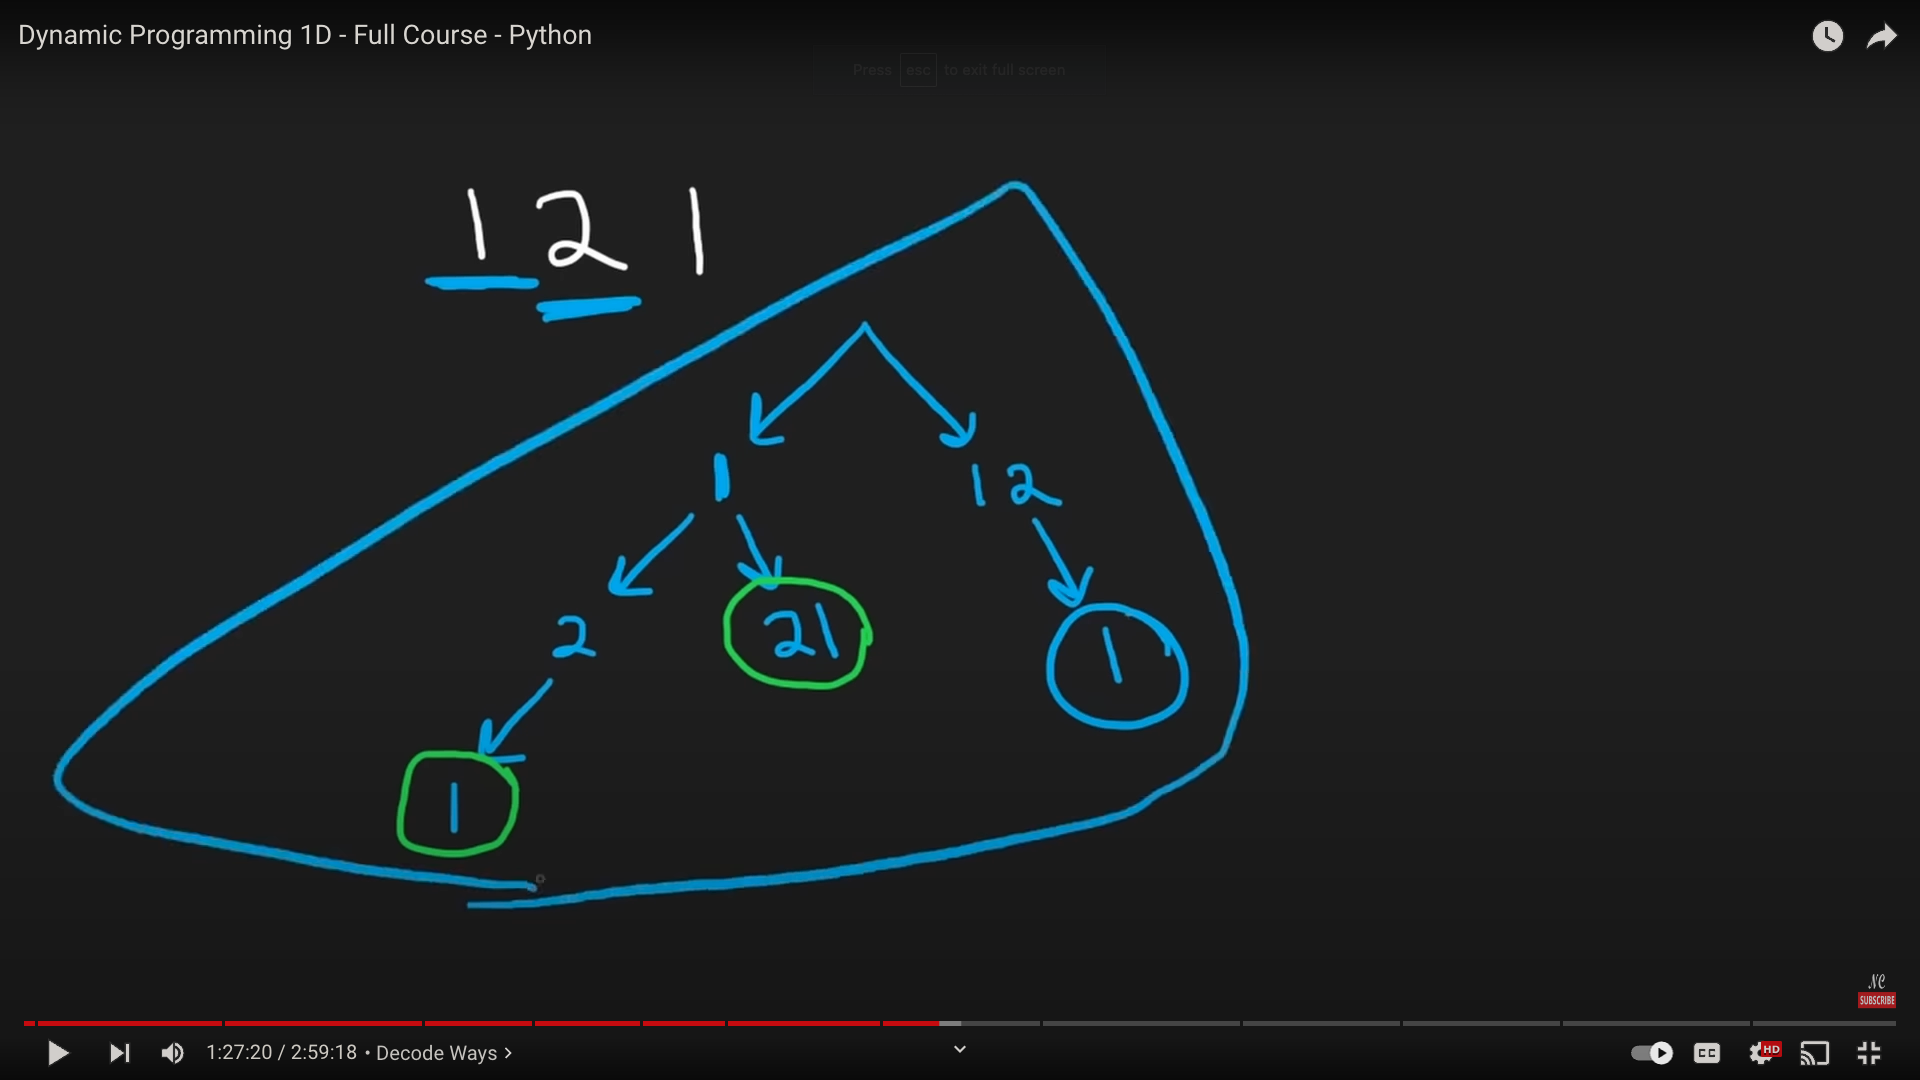 Dynamic Programming 1D - Full Course - Python
Press esc to exit full screen
1 2 1
1 12
2 21 1
1
NC
SUBSCRIBE
1:27:20 / 2:59:18 • Decode Ways >
CC
HD